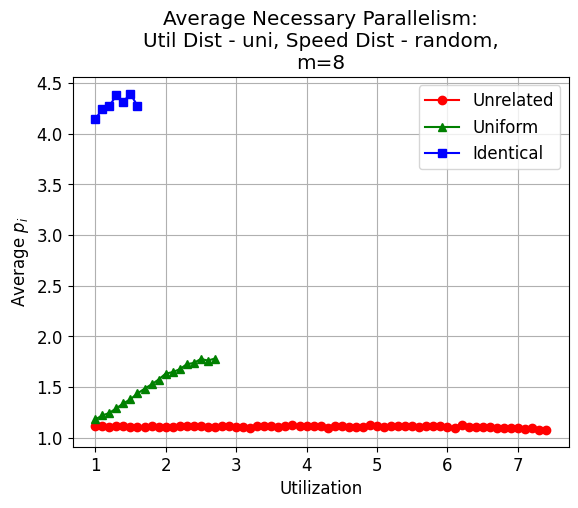 Average Necessary Parallelism:
Util Dist - uni, Speed Dist - random,
m=8
Unrelated
Uniform
Identical
Average p_i
4.5
4.0
3.5
3.0
2.5
2.0
1.5
1.0
1 2 3 4 5 6 7
Utilization